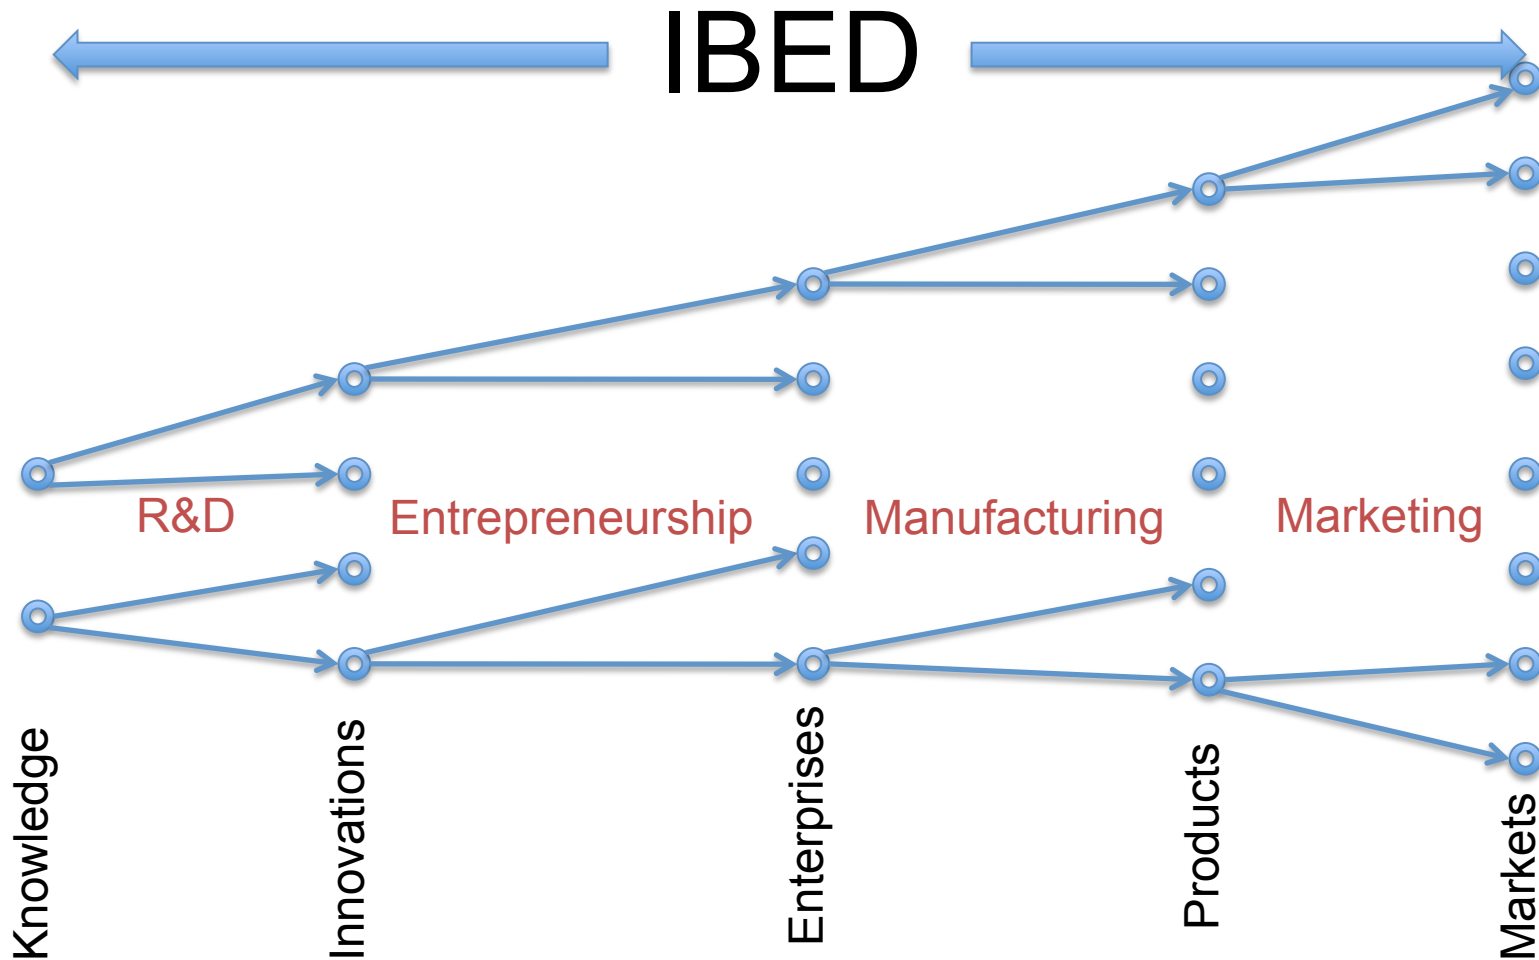 IBED
R&D
Entrepreneurship
Manufacturing
Marketing
Knowledge
Innovations
Enterprises
Products
Markets